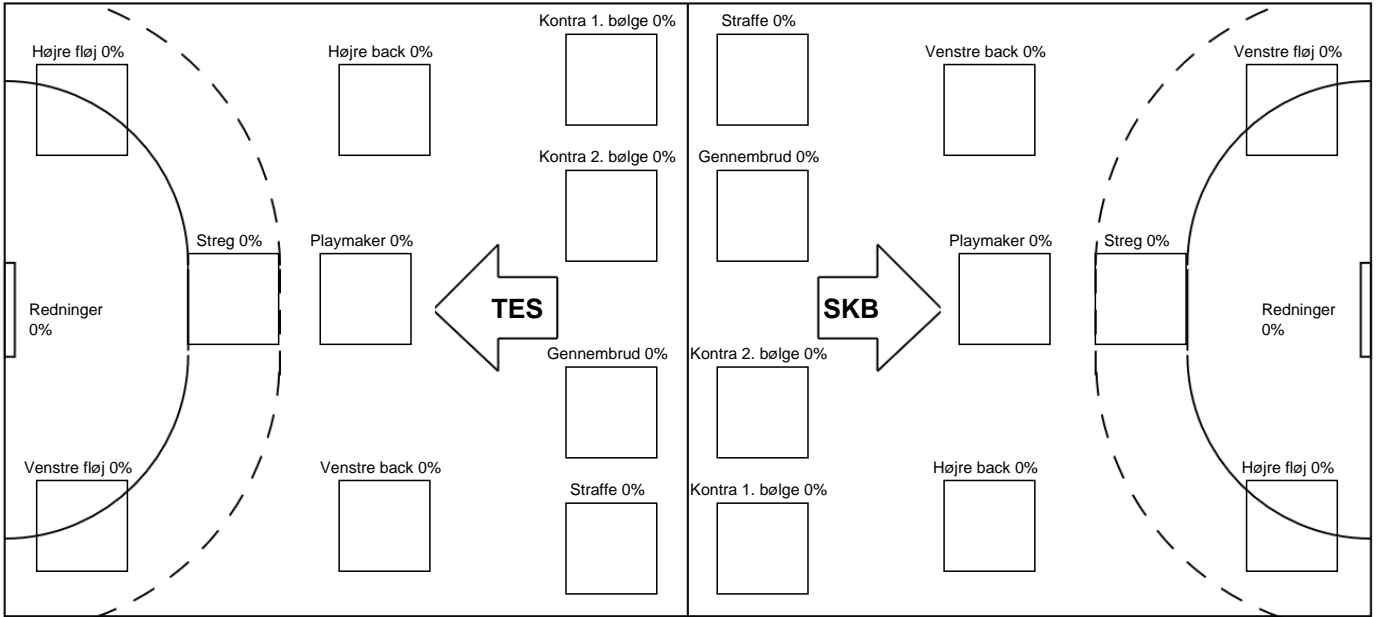 Kontra 1. bølge 0%
Straffe 0%
Højre fløj 0%
Højre back 0%
Venstre back 0%
Venstre fløj 0%
Kontra 2. bølge 0%
Gennembrud 0%
Streg 0%
Playmaker 0%
Playmaker 0%
Streg 0%
Redninger
0%
TES
SKB
Redninger
0%
Gennembrud 0%
Kontra 2. bølge 0%
Venstre fløj 0%
Venstre back 0%
Højre back 0%
Højre fløj 0%
Straffe 0%
Kontra 1. bølge 0%